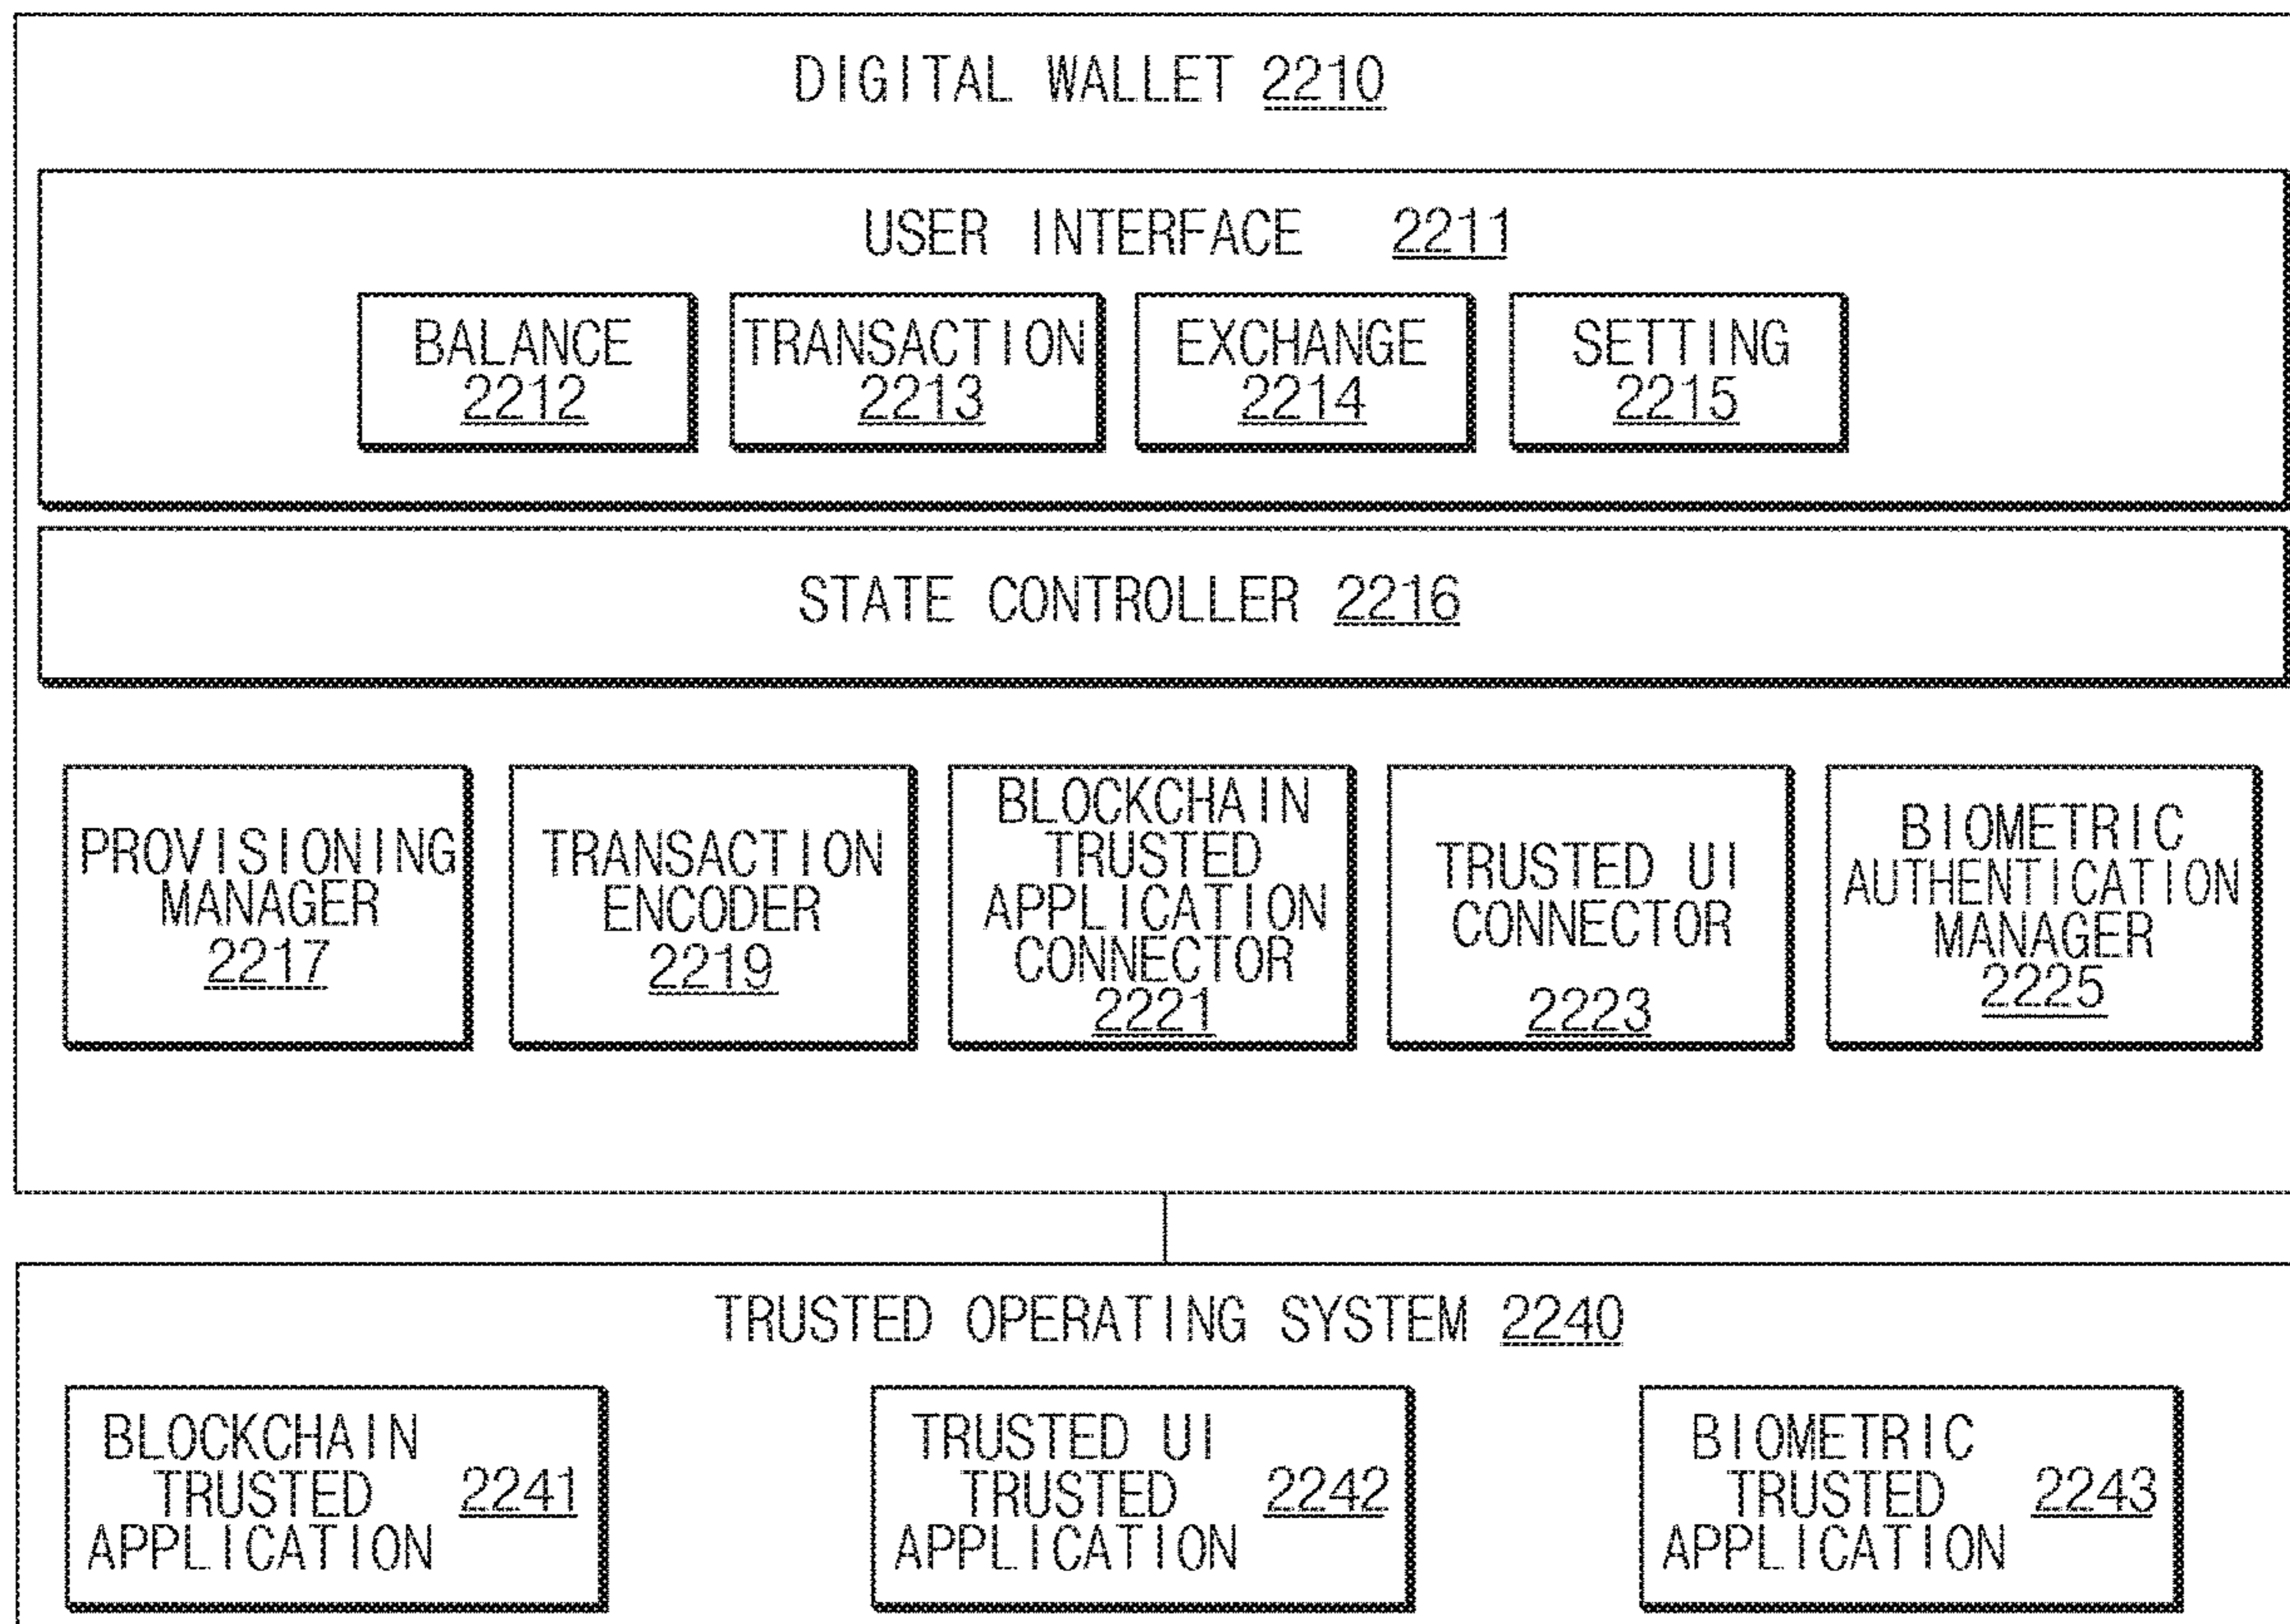 DIGITAL WALLET 2210
USER INTERFACE 2211
BALANCE
2212
TRANSACTION
2213
EXCHANGE
2214
SETTING
2215
STATE CONTROLLER 2216
PROVISIONING
MANAGER
2217
TRANSACTION
ENCODER
2219
BLOCKCHAIN
TRUSTED
APPLICATION
CONNECTOR
2221
TRUSTED UI
CONNECTOR
2223
BIOMETRIC
AUTHENTICATION
MANAGER
2225
TRUSTED OPERATING SYSTEM 2240
BLOCKCHAIN
TRUSTED 2241
APPLICATION
TRUSTED UI
TRUSTED 2242
APPLICATION
BIOMETRIC
TRUSTED 2243
APPLICATION